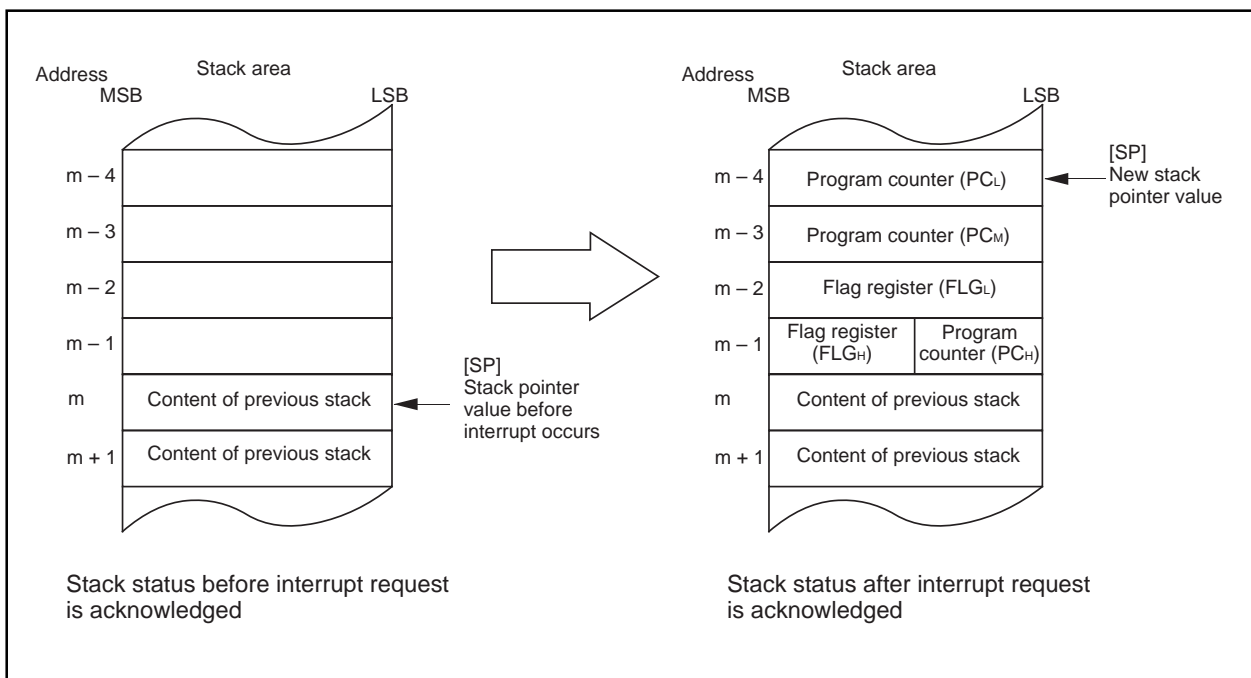 Address
Stack area
MSB
LSB
m – 4
m – 3
m – 2
m – 1
m
Content of previous stack
m + 1
Content of previous stack
[SP]
Stack pointer
value before
interrupt occurs
Stack status before interrupt request
is acknowledged
Address
Stack area
MSB
LSB
m – 4
Program counter (PCL)
[SP]
New stack
pointer value
m – 3
Program counter (PCM)
m – 2
Flag register (FLGL)
m – 1
Flag register
(FLGH)
Program
counter (PCH)
m
Content of previous stack
m + 1
Content of previous stack
Stack status after interrupt request
is acknowledged